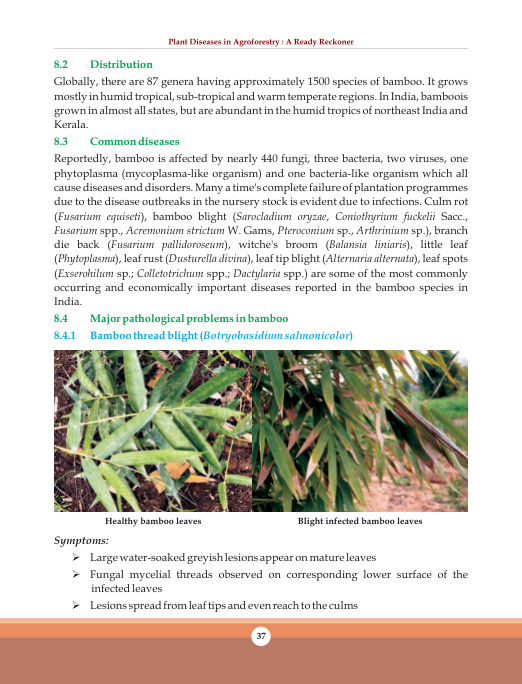 Plant Diseases in Agroforestry : A Ready Reckoner
8.2 Distribution
Globally, there are 87 genera having approximately 1500 species of bamboo. It grows
mostly in humid tropical, sub-tropical and warm temperate regions. In India, bamboois
grown in almost all states, but are abundant in the humid tropics of northeast India and
Kerala.
8.3 Common diseases
Reportedly, bamboo is affected by nearly 440 fungi, three bacteria, two viruses, one
phytoplasma (mycoplasma-like organism) and one bacteria-like organism which all
cause diseases and disorders. Many a time's complete failure of plantation programmes
due to the disease outbreaks in the nursery stock is evident due to infections. Culm rot
(Fusarium equiseti), bamboo blight (Sarocladium oryzae, Coniothyrium fuckelii Sacc.,
Fusarium spp., Acremonium strictum W. Gams, Pteroconium sp., Arthrinium sp.), branch
die back (Fusarium pallidoroseum), witche's broom (Balansia liniaris), little leaf
(Phytoplasma), leaf rust (Dusturella divina), leaf tip blight (Alternaria alternata), leaf spots
(Exserohilum sp.; Colletotrichum spp.; Dactylaria spp.) are some of the most commonly
occurring and economically important diseases reported in the bamboo species in
India.
8.4 Major pathological problems in bamboo
8.4.1 Bamboo thread blight (Botryobasidium salmonicolor)
Healthy bamboo leaves Blight infected bamboo leaves
Symptoms:
➢ Large water-soaked greyish lesions appear on mature leaves
➢ Fungal mycelial threads observed on corresponding lower surface of the
infected leaves
➢ Lesions spread from leaf tips and even reach to the culms
37